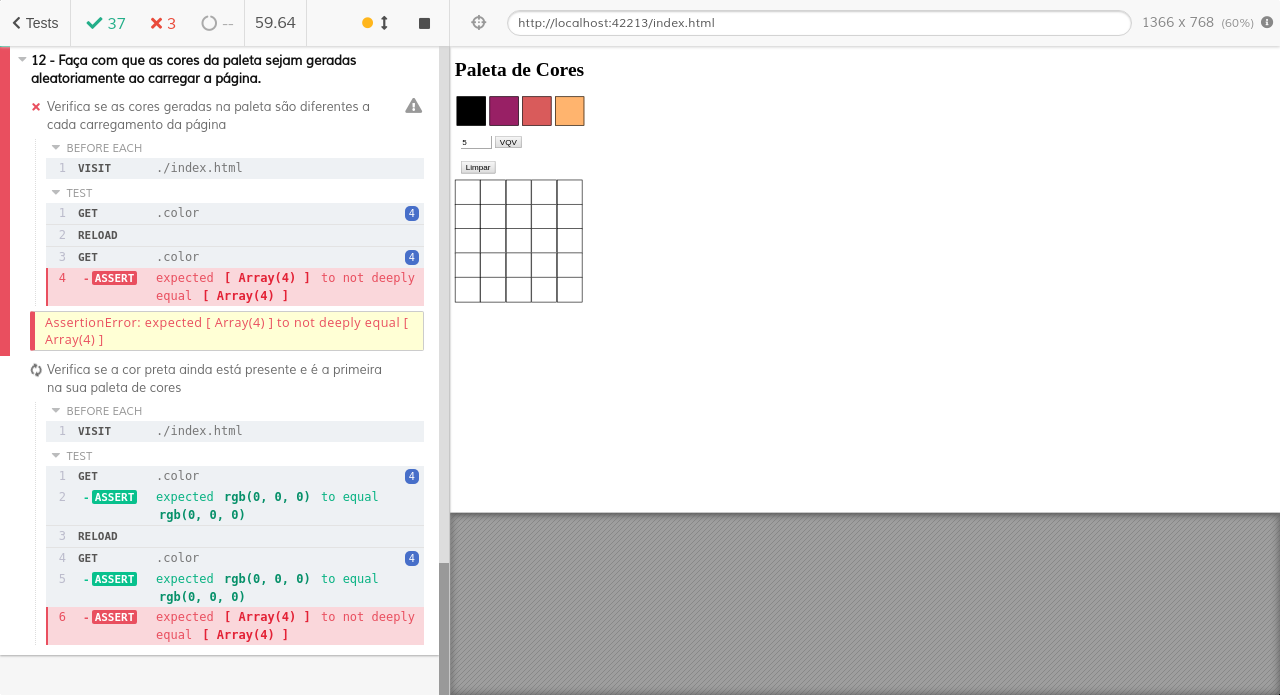 Tests 37 3 -- 59.64
http://localhost:42213/index.html 1366 x 768 (60%)
12 - Faça com que as cores da paleta sejam geradas
aleatoriamente ao carregar a página.
Verifica se as cores geradas na paleta são diferentes a
cada carregamento da página
BEFORE EACH
1 VISIT ./index.html
TEST
1 GET .color 4
2 RELOAD
3 GET .color 4
4 -ASSERT expected [ Array(4) ] to not deeply
equal [ Array(4) ]
AssertionError: expected [ Array(4) ] to not deeply equal [
Array(4) ]
Verifica se a cor preta ainda está presente e é a primeira
na sua paleta de cores
BEFORE EACH
1 VISIT ./index.html
TEST
1 GET .color 4
2 -ASSERT expected rgb(0, 0, 0) to equal
rgb(0, 0, 0)
3 RELOAD
4 GET .color 4
5 -ASSERT expected rgb(0, 0, 0) to equal
rgb(0, 0, 0)
6 -ASSERT expected [ Array(4) ] to not deeply
equal [ Array(4) ]
Paleta de Cores
5 VQV
Limpar